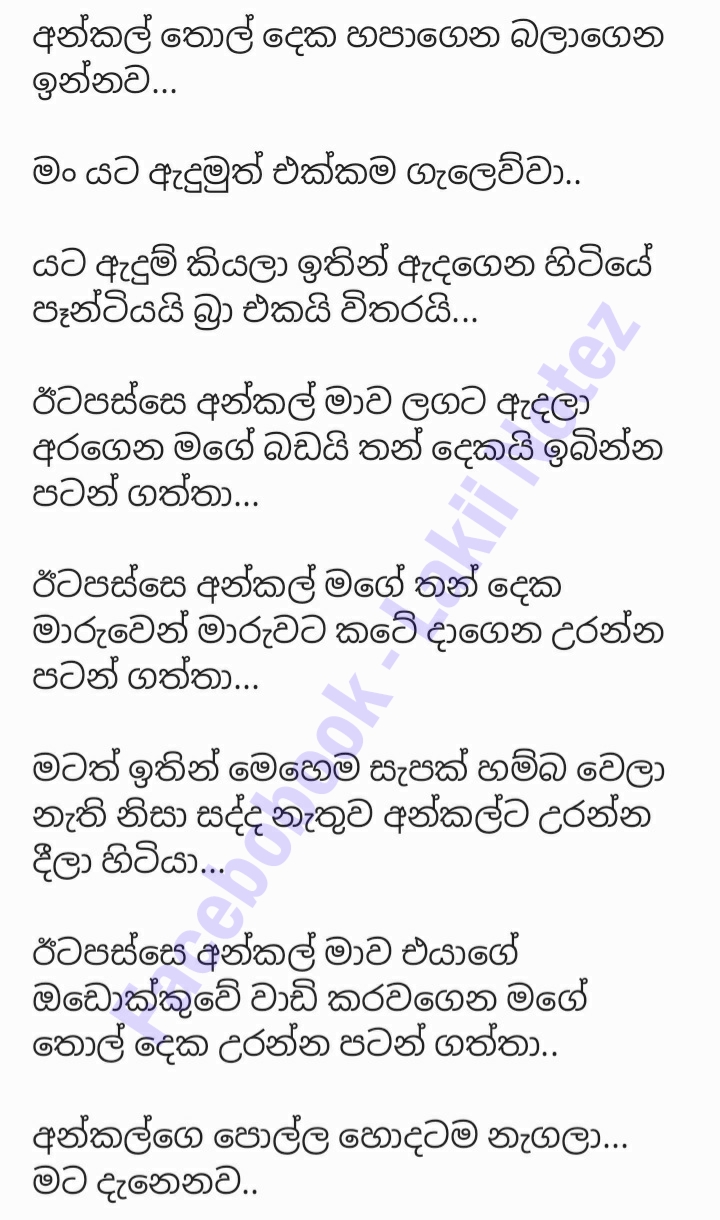 අන්කල් තොල් දෙක හපාගෙන බලාගෙන
ඉන්නව...
මං යට ඇදුමුත් එක්කම ගැලෙව්වා..
යට ඇදුම් කියලා ඉතින් ඇදගෙන හිටියේ
පෑන්ටියයි බ්‍රා එකයි විතරයි...
ඊටපස්සෙ අන්කල් මාව ලගට ඇදලා
අරගෙන මගේ බඩයි තන් දෙකයි ඉබින්න
පටන් ගත්තා...
ඊටපස්සෙ අන්කල් මගේ තන් දෙක
මාරුවෙන් මාරුවට කටේ දාගෙන උරන්න
පටන් ගත්තා...
මටත් ඉතින් මෙහෙම සැපක් හම්බ වෙලා
නැති නිසා සද්ද නැතුව අන්කල්ට උරන්න
දීලා හිටියා...
ඊටපස්සෙ අන්කල් මාව එයාගේ
ඔඩොක්කුවේ වාඩි කරවගෙන මගේ
තොල් දෙක උරන්න පටන් ගත්තා..
අන්කල්ගෙ පොල්ල හොදටම නැගලා...
මට දැනෙනව..
Facebobook - Lakii Notez